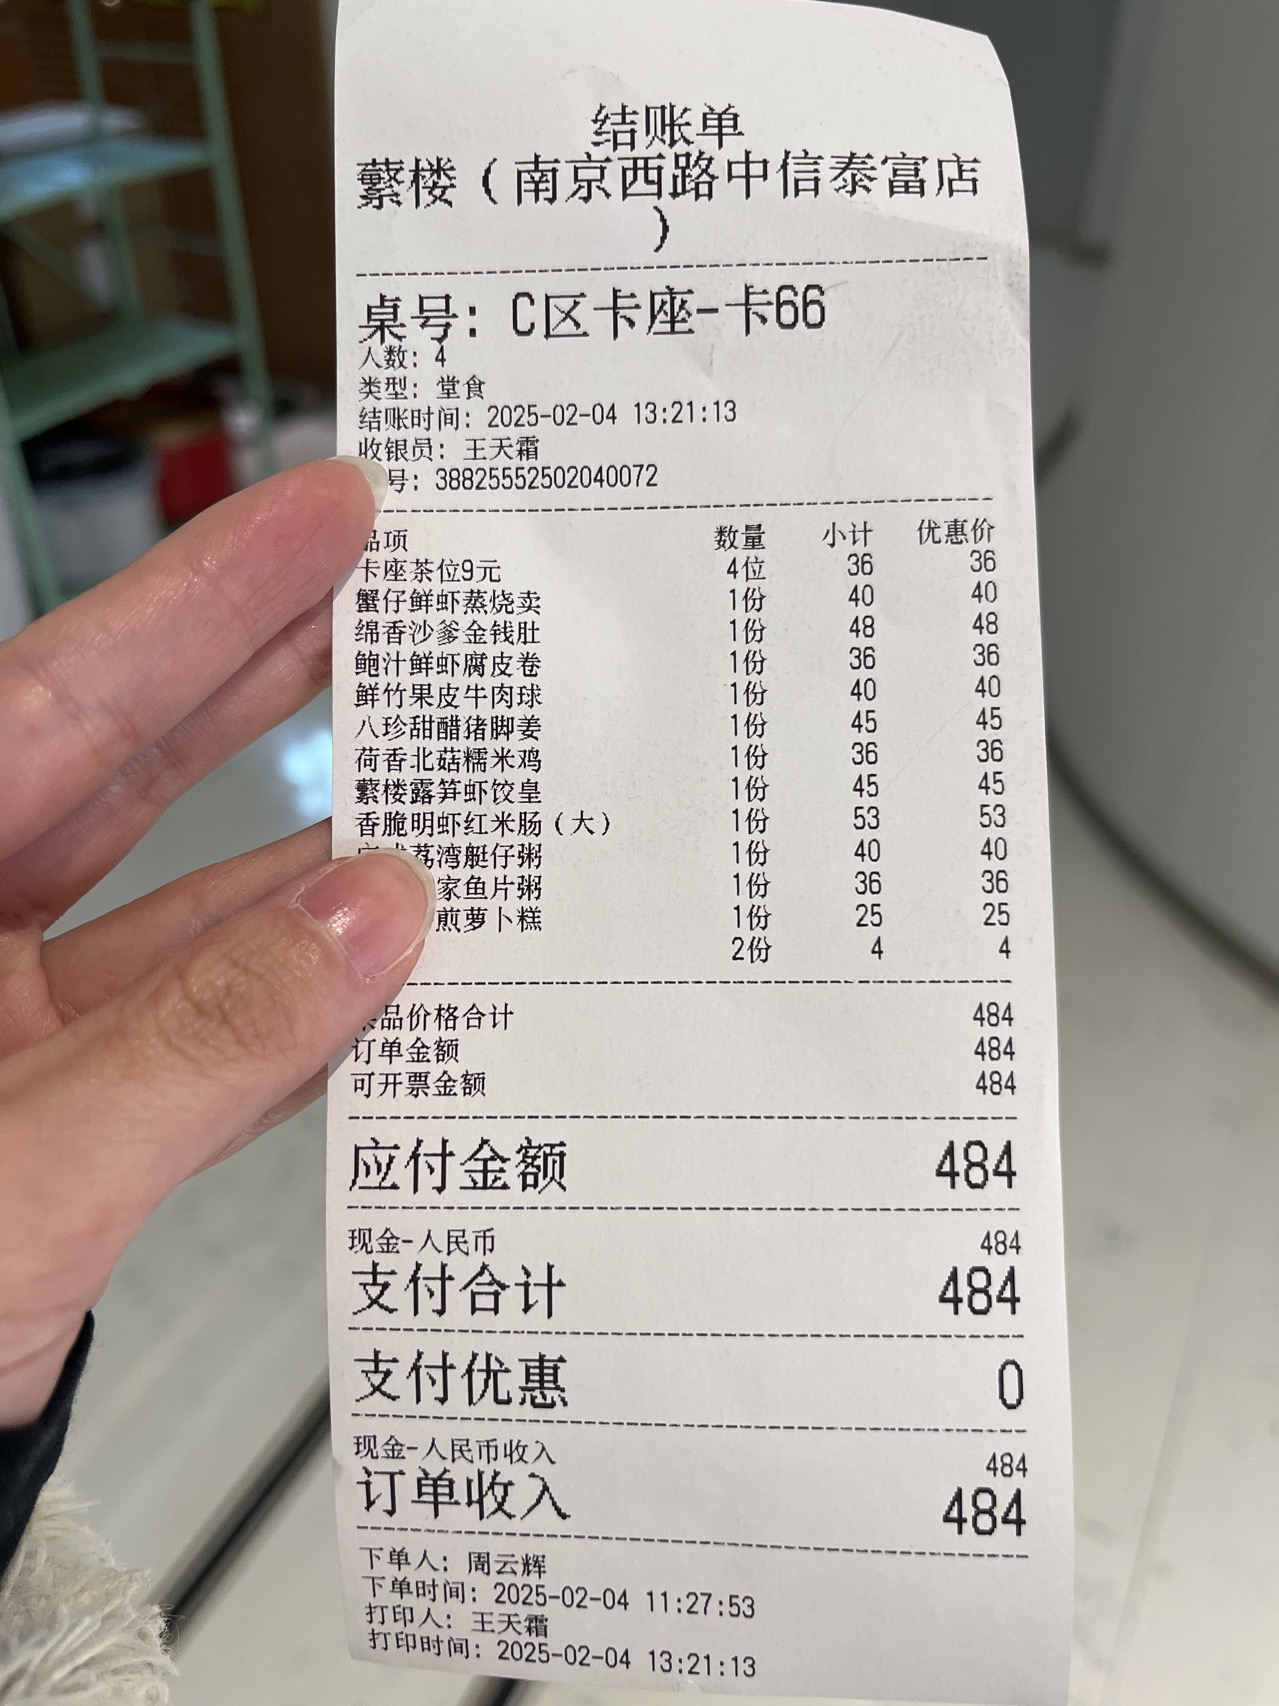 结账单
蘩楼（南京西路中信泰富店
）
桌号: C区卡座-卡66
人数: 4
类型: 堂食
结账时间: 2025-02-04 13:21:13
收银员: 王天霜
号: 38825552502040072
品项 数量 小计 优惠价
卡座茶位9元 4位 36 36
蟹仔鲜虾蒸烧卖 1份 40 40
绵香沙爹金钱肚 1份 48 48
鲍汁鲜虾腐皮卷 1份 36 36
鲜竹果皮牛肉球 1份 40 40
八珍甜醋猪脚姜 1份 45 45
荷香北菇糯米鸡 1份 36 36
蘩楼露笋虾饺皇 1份 45 45
香脆明虾红米肠（大） 1份 53 53
荔湾艇仔粥 1份 40 40
家鱼片粥 1份 36 36
煎萝卜糕 1份 25 25
2份 4 4
品价格合计 484
订单金额 484
可开票金额 484
应付金额 484
现金-人民币 484
支付合计 484
支付优惠 0
现金-人民币收入 484
订单收入 484
下单人: 周云辉
下单时间: 2025-02-04 11:27:53
打印人: 王天霜
打印时间: 2025-02-04 13:21:13